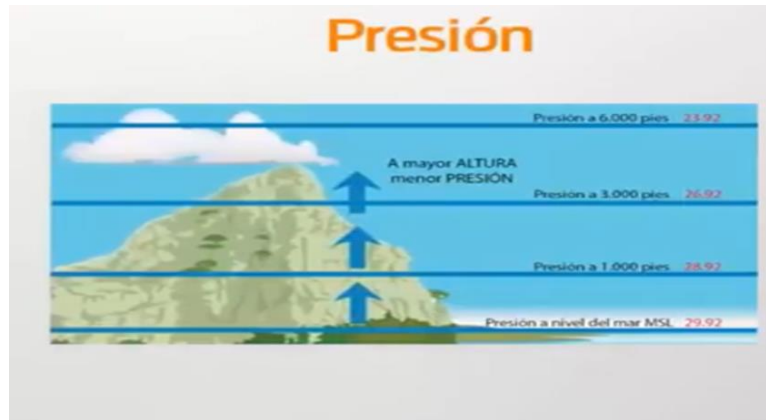 Presión
Presión a 6.000 pies 23.92
A mayor ALTURA
menor PRESIÓN
Presión a 3.000 pies 26.92
Presión a 1.000 pies 28.92
Presión a nivel del mar MSL 29.92